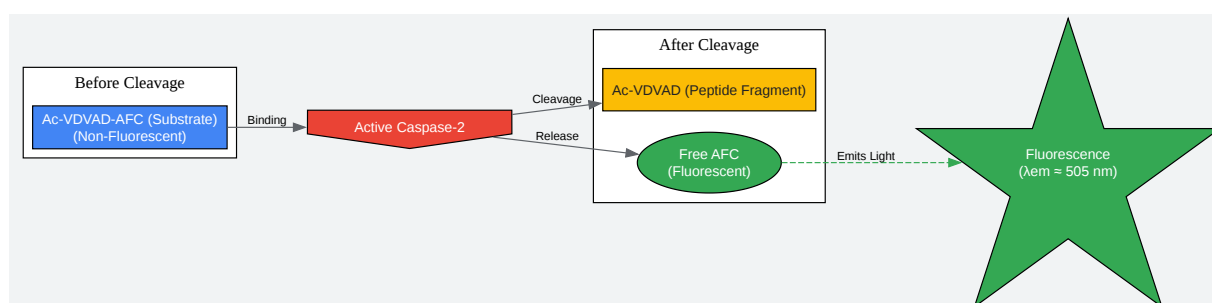 Before Cleavage
Ac-VDVAD-AFC (Substrate)
(Non-Fluorescent)
Binding
Active Caspase-2
Cleavage
Release
After Cleavage
Ac-VDVAD (Peptide Fragment)
Free AFC
(Fluorescent)
Emits Light
Fluorescence
(λem ≈ 505 nm)